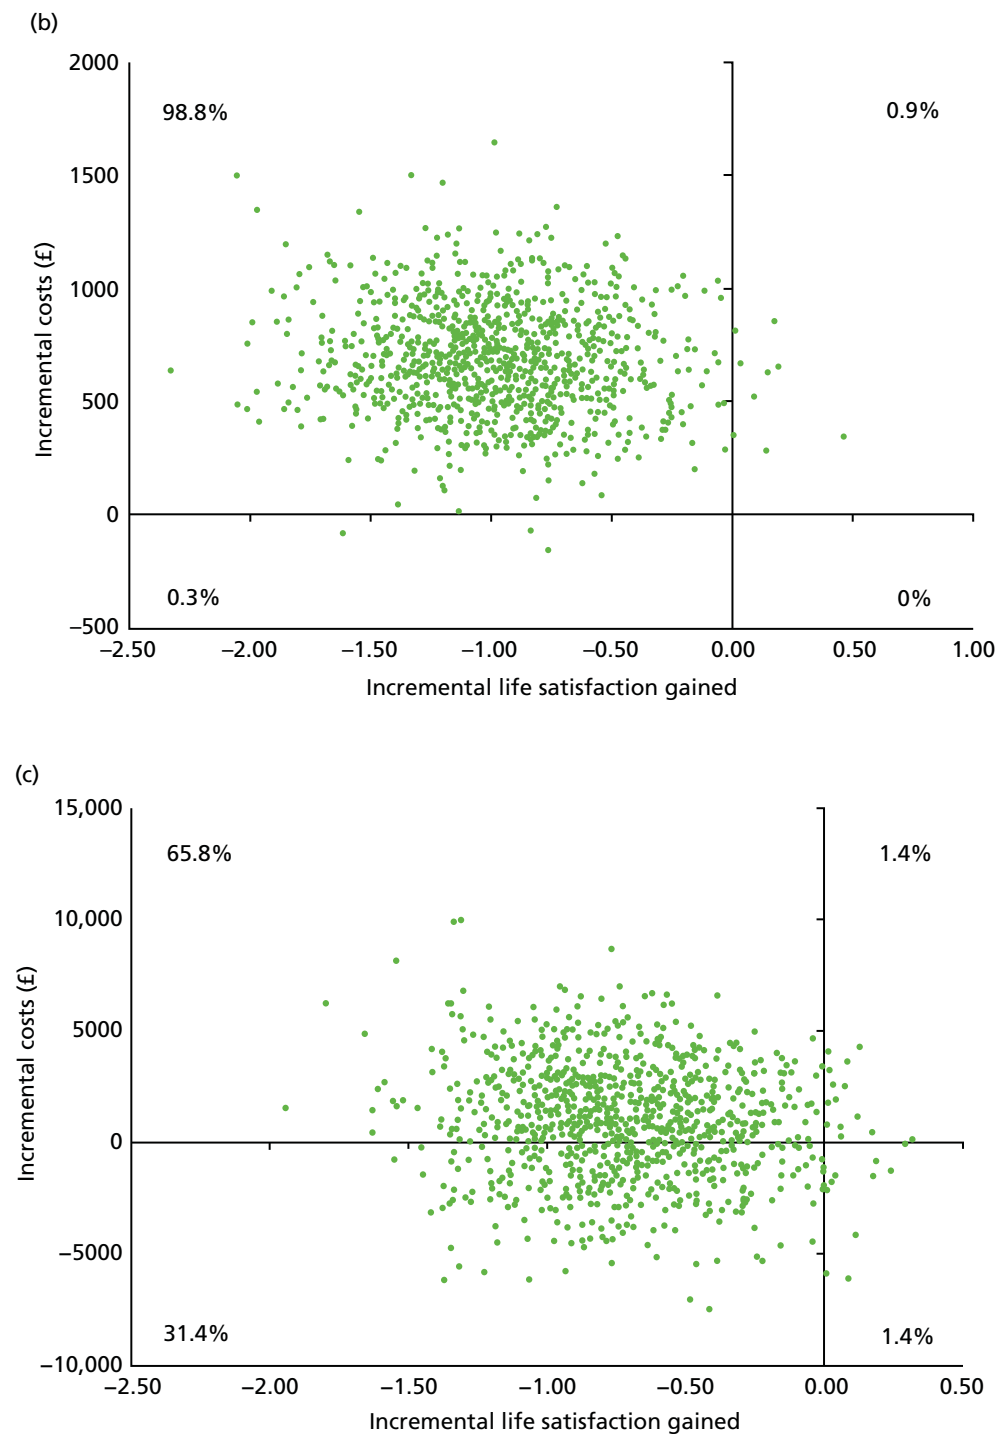 (b)
2000
98.8%
0.9%
1500
1000
500
0
0.3%
0%
–500
–2.50 –2.00 –1.50 –1.00 –0.50 0.00 0.50 1.00
Incremental costs (£)
Incremental life satisfaction gained
(c)
15,000
65.8%
1.4%
10,000
5000
0
–5000
31.4%
1.4%
–10,000
–2.50 –2.00 –1.50 –1.00 –0.50 0.00 0.50
Incremental costs (£)
Incremental life satisfaction gained